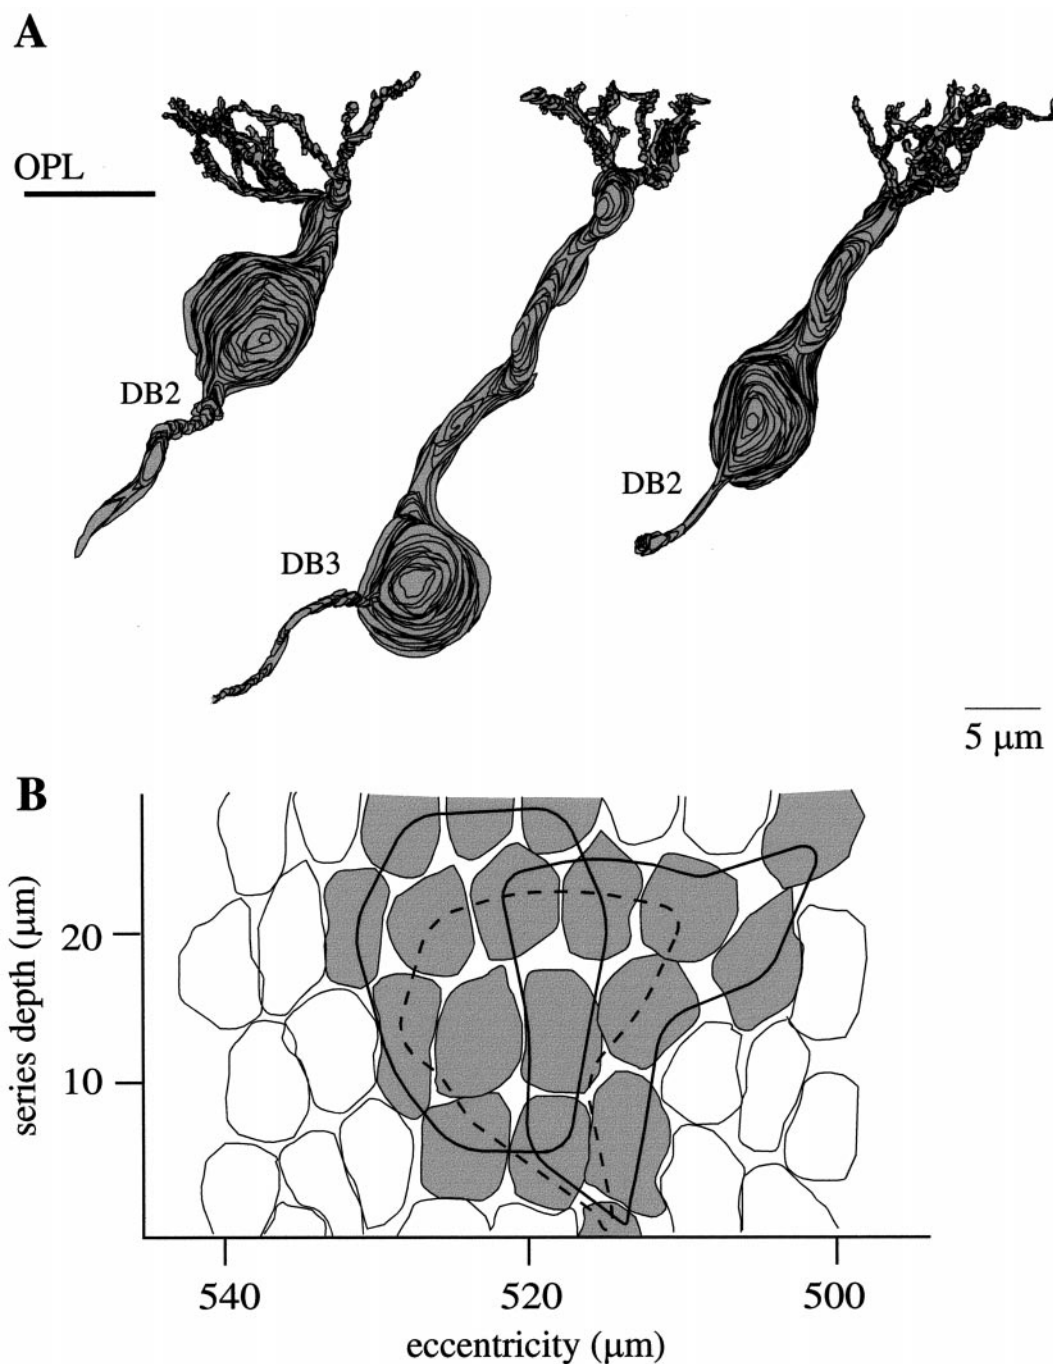 A
OPL
DB2
DB3
DB2
5 μm
B
series depth (μm)
20
10
540
520
500
eccentricity (μm)